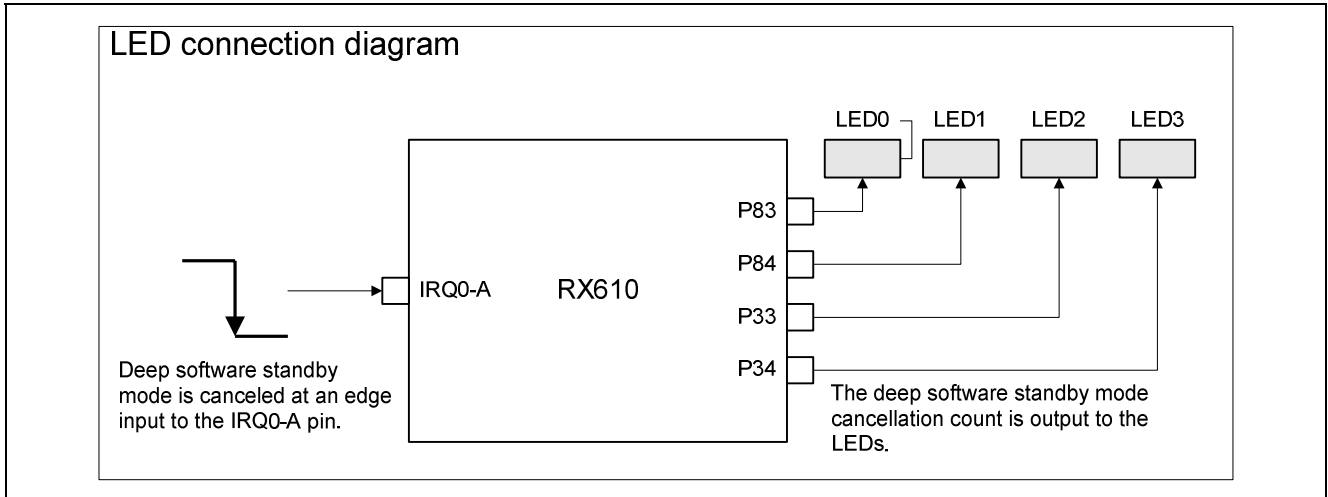 LED connection diagram
LED0
LED1
LED2
LED3
P83
P84
IRQ0-A
RX610
P33
P34
Deep software standby
mode is canceled at an edge
input to the IRQ0-A pin.
The deep software standby mode
cancellation count is output to the
LEDs.